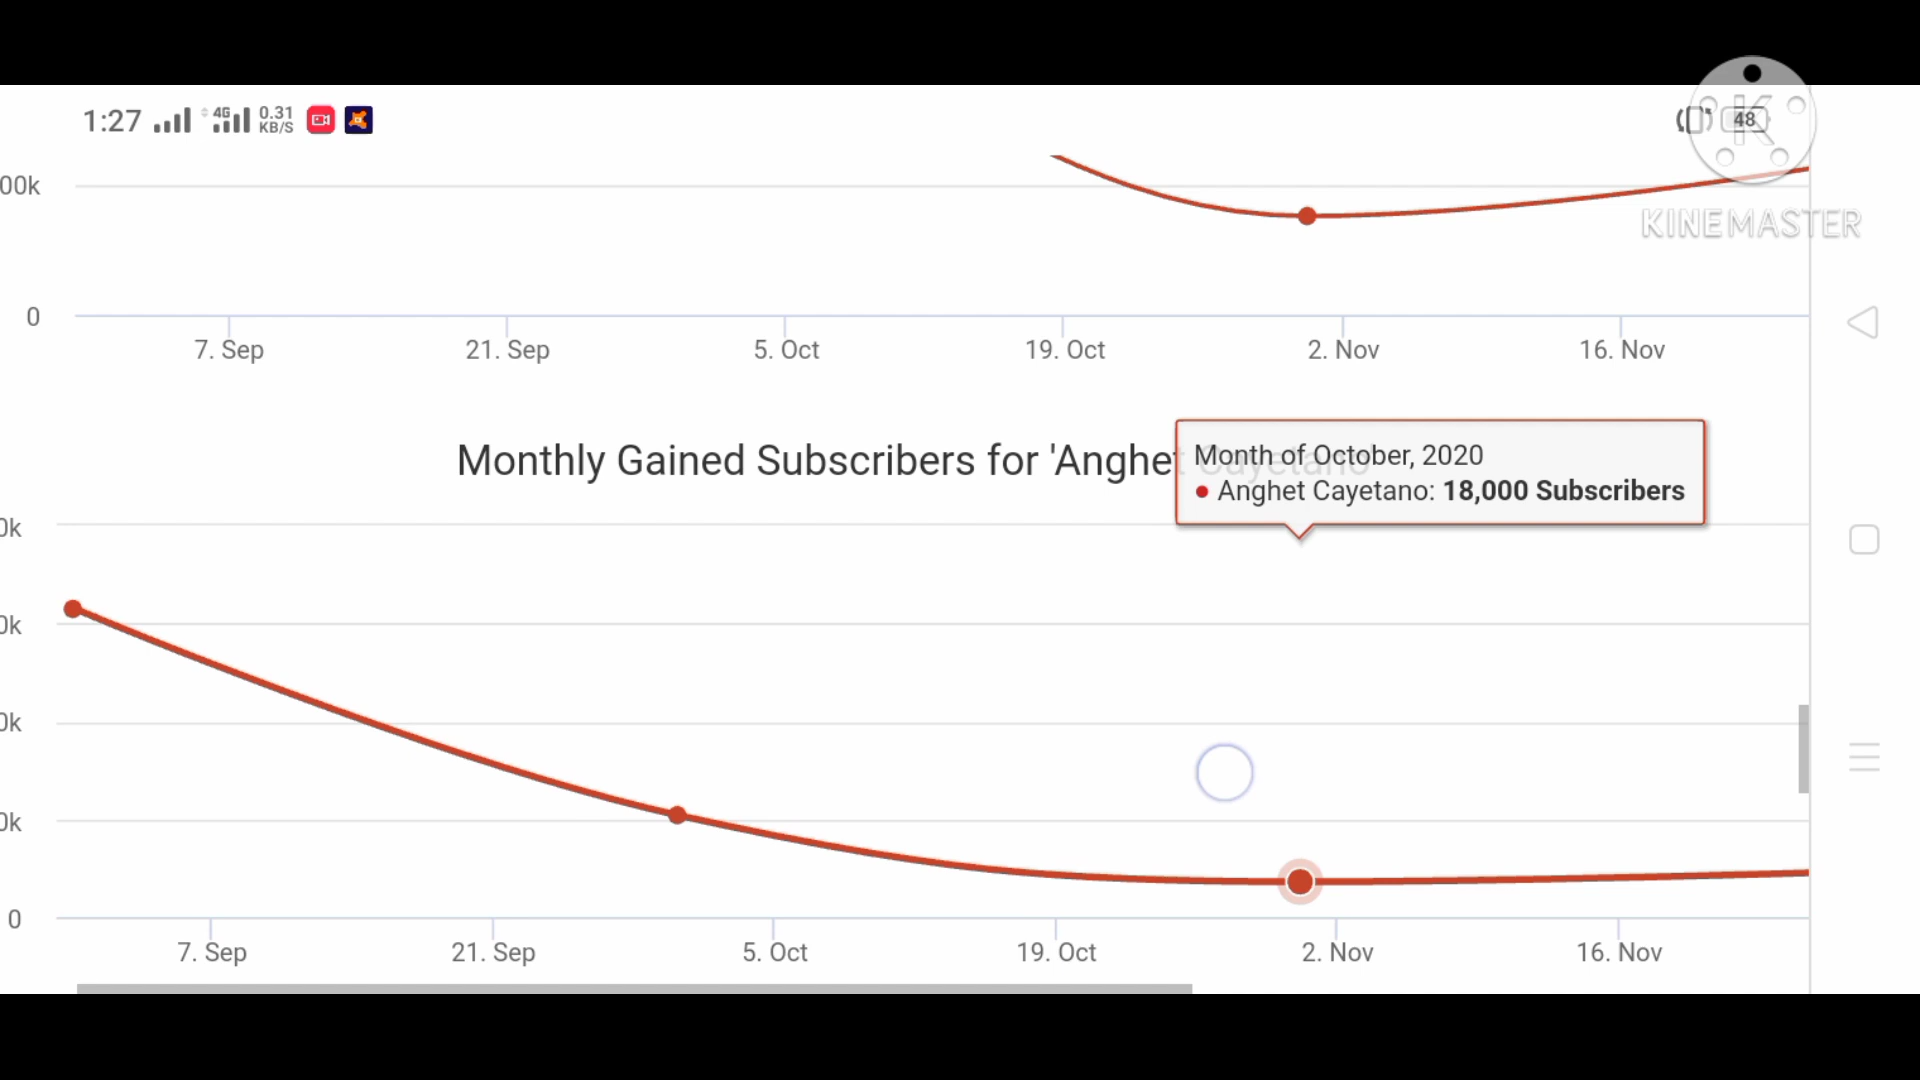 1:27 4G 0.31 KB/S 48
KINEMASTER
00k
0
7. Sep 21. Sep 5. Oct 19. Oct 2. Nov 16. Nov
Monthly Gained Subscribers for 'Anghet Cayetano'
Month of October, 2020
Anghet Cayetano: 18,000 Subscribers
0k
0k
0k
0k
0
7. Sep 21. Sep 5. Oct 19. Oct 2. Nov 16. Nov